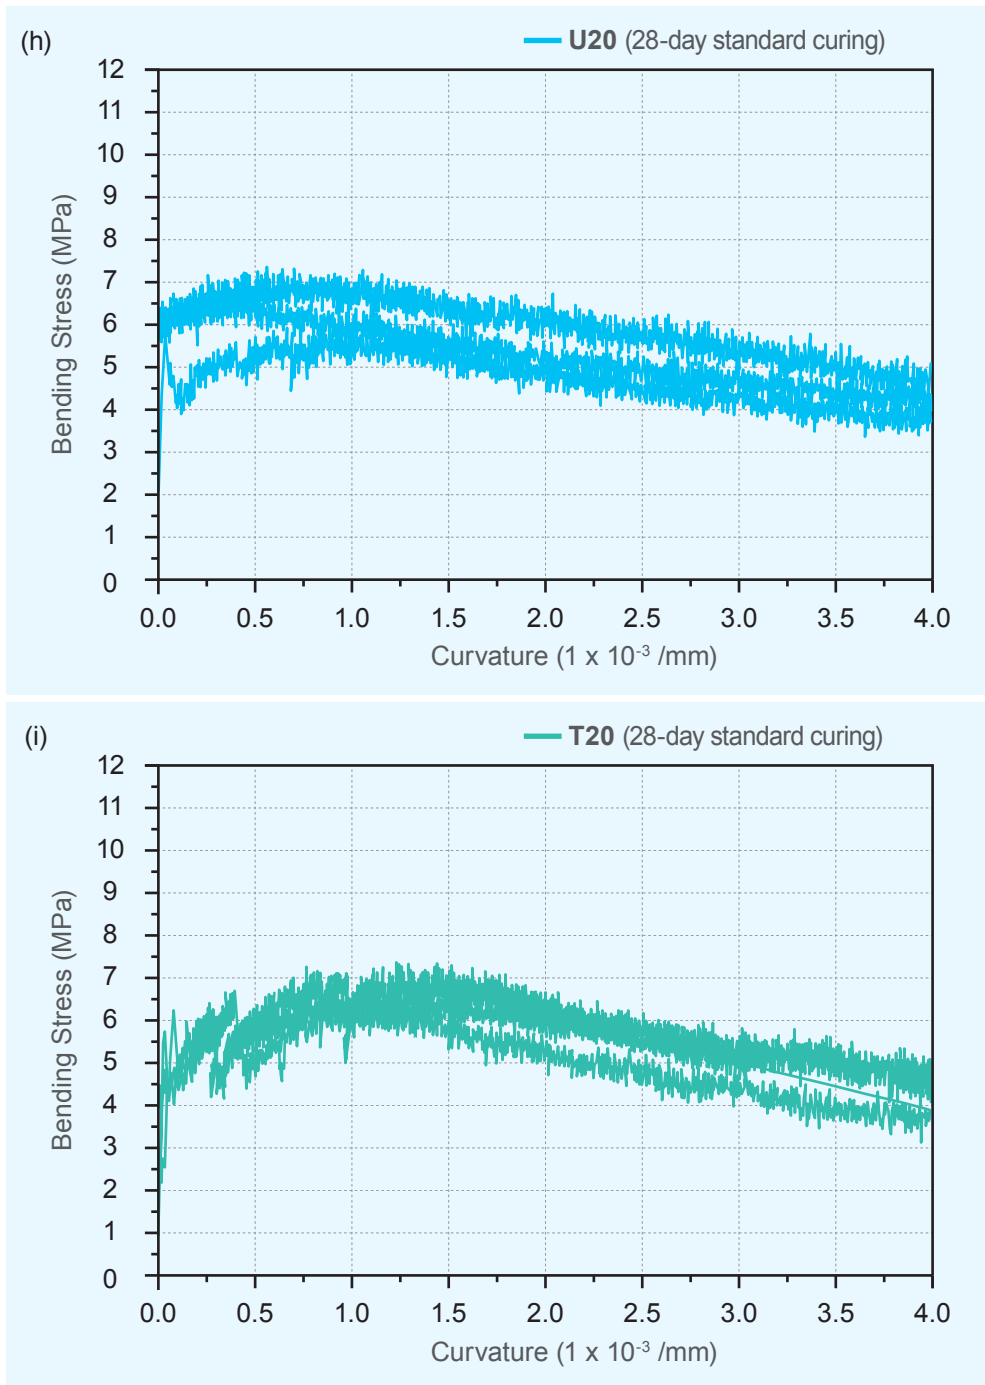 (h)
U20 (28-day standard curing)
12
11
10
9
8
7
6
5
4
3
2
1
0
Bending Stress (MPa)
0.0 0.5 1.0 1.5 2.0 2.5 3.0 3.5 4.0
Curvature (1 x 10⁻³ /mm)
(i)
T20 (28-day standard curing)
12
11
10
9
8
7
6
5
4
3
2
1
0
Bending Stress (MPa)
0.0 0.5 1.0 1.5 2.0 2.5 3.0 3.5 4.0
Curvature (1 x 10⁻³ /mm)